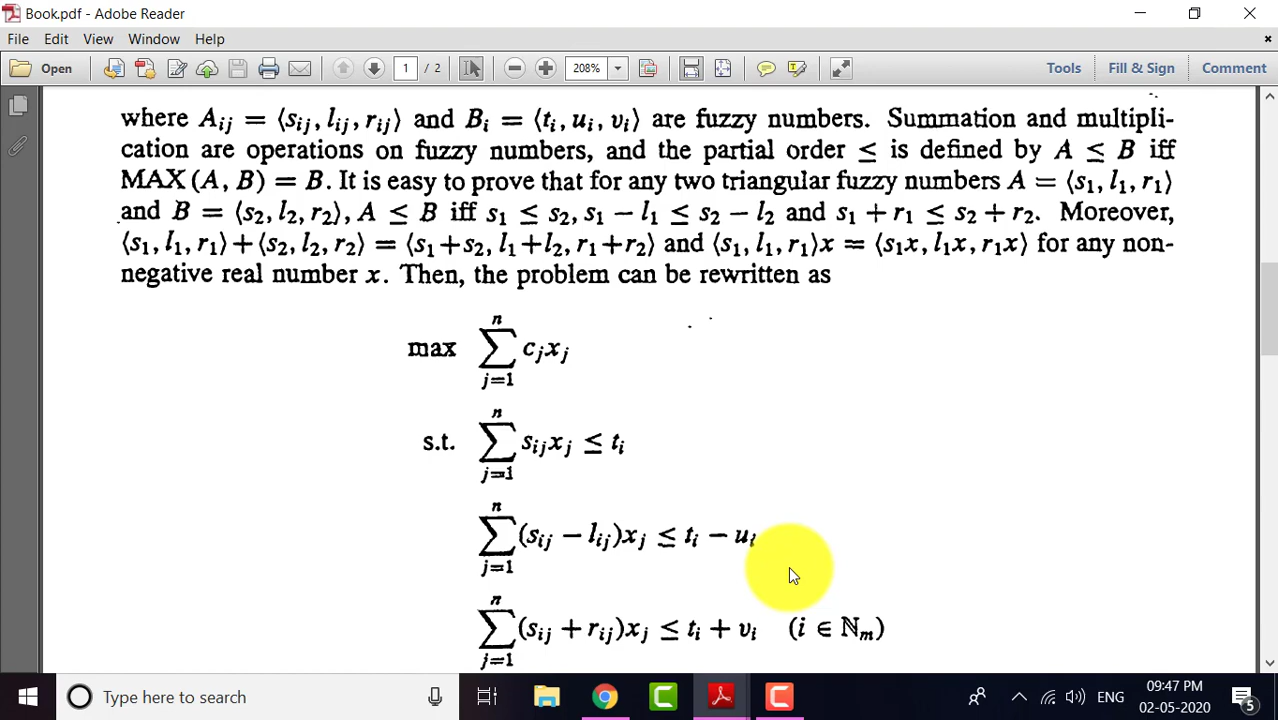 Book.pdf - Adobe Reader
File Edit View Window Help
Open 1 / 2 208% Tools Fill & Sign Comment
where Aij = ⟨sij, lij, rij⟩ and Bi = ⟨ti, ui, vi⟩ are fuzzy numbers. Summation and multipli-
cation are operations on fuzzy numbers, and the partial order ≤ is defined by A ≤ B iff
MAX (A, B) = B. It is easy to prove that for any two triangular fuzzy numbers A = ⟨s1, l1, r1⟩
and B = ⟨s2, l2, r2⟩, A ≤ B iff s1 ≤ s2, s1 − l1 ≤ s2 − l2 and s1 + r1 ≤ s2 + r2. Moreover,
⟨s1, l1, r1⟩+⟨s2, l2, r2⟩ = ⟨s1+s2, l1+l2, r1+r2⟩ and ⟨s1, l1, r1⟩x = ⟨s1x, l1x, r1x⟩ for any non-
negative real number x. Then, the problem can be rewritten as
max ∑_{j=1}^{n} cjxj
s.t. ∑_{j=1}^{n} sijxj ≤ ti
∑_{j=1}^{n} (sij − lij)xj ≤ ti − ui
∑_{j=1}^{n} (sij + rij)xj ≤ ti + vi (i ∈ ℕm)
Type here to search
ENG
09:47 PM
02-05-2020
5